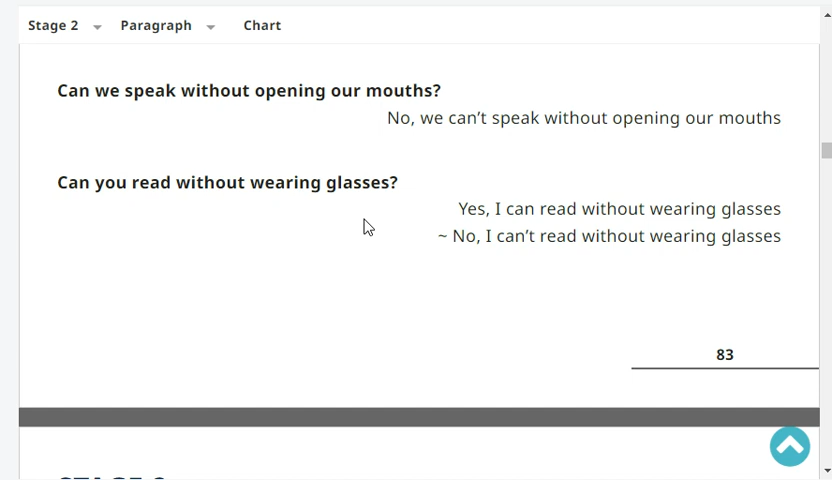 Stage 2 Paragraph Chart
Can we speak without opening our mouths?
No, we can't speak without opening our mouths
Can you read without wearing glasses?
Yes, I can read without wearing glasses
~ No, I can't read without wearing glasses
83